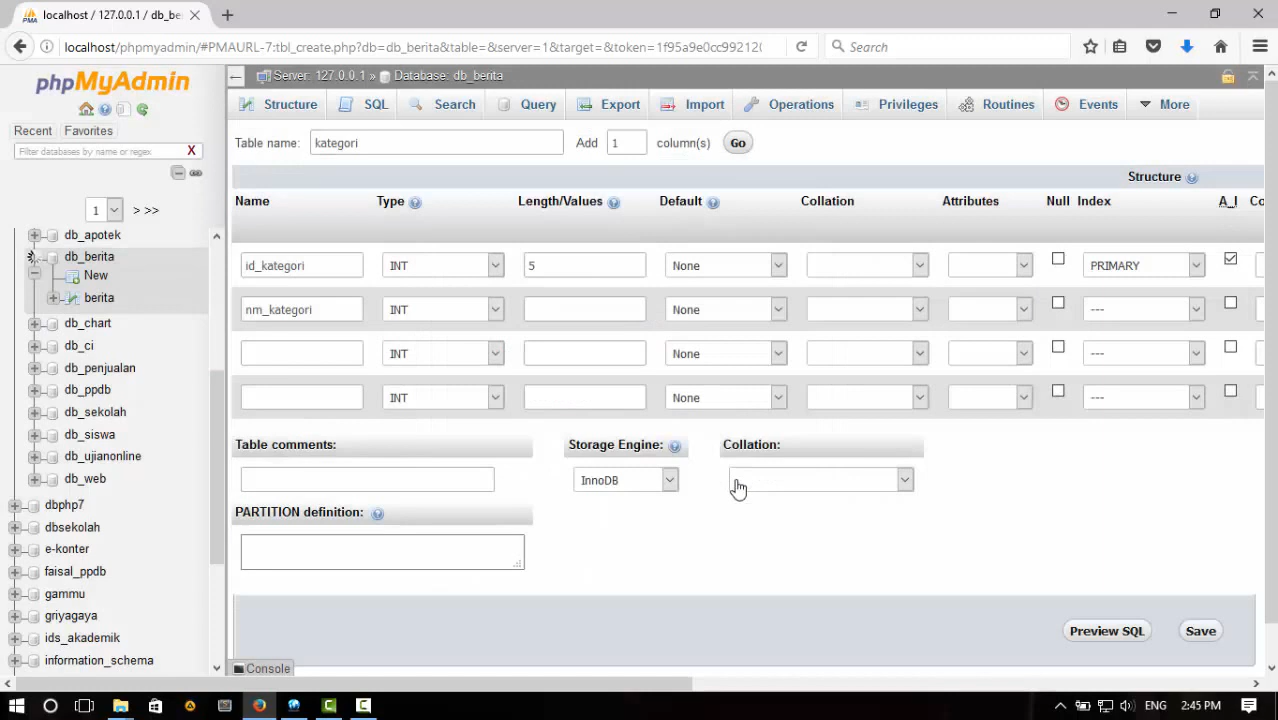 localhost / 127.0.0.1 / db_be
localhost/phpmyadmin/#PMAURL-7:tbl_create.php?db=db_berita&table=&server=1&target=&token=1f95a9e0cc992120
Search
phpMyAdmin
Recent Favorites
Filter databases by name or regex X
1 > >>
db_apotek
db_berita
New
berita
db_chart
db_ci
db_penjualan
db_ppdb
db_sekolah
db_siswa
db_ujianonline
db_web
dbphp7
dbsekolah
e-konter
faisal_ppdb
gammu
griyagaya
ids_akademik
information_schema
Server: 127.0.0.1 » Database: db_berita
Structure SQL Search Query Export Import Operations Privileges Routines Events More
Table name: kategori Add 1 column(s) Go
Structure
Name Type Length/Values Default Collation Attributes Null Index A_I Co
id_kategori INT 5 None PRIMARY
nm_kategori INT None ---
INT None ---
INT None ---
Table comments: Storage Engine: Collation:
InnoDB
PARTITION definition:
Preview SQL Save
Console
ENG 2:45 PM